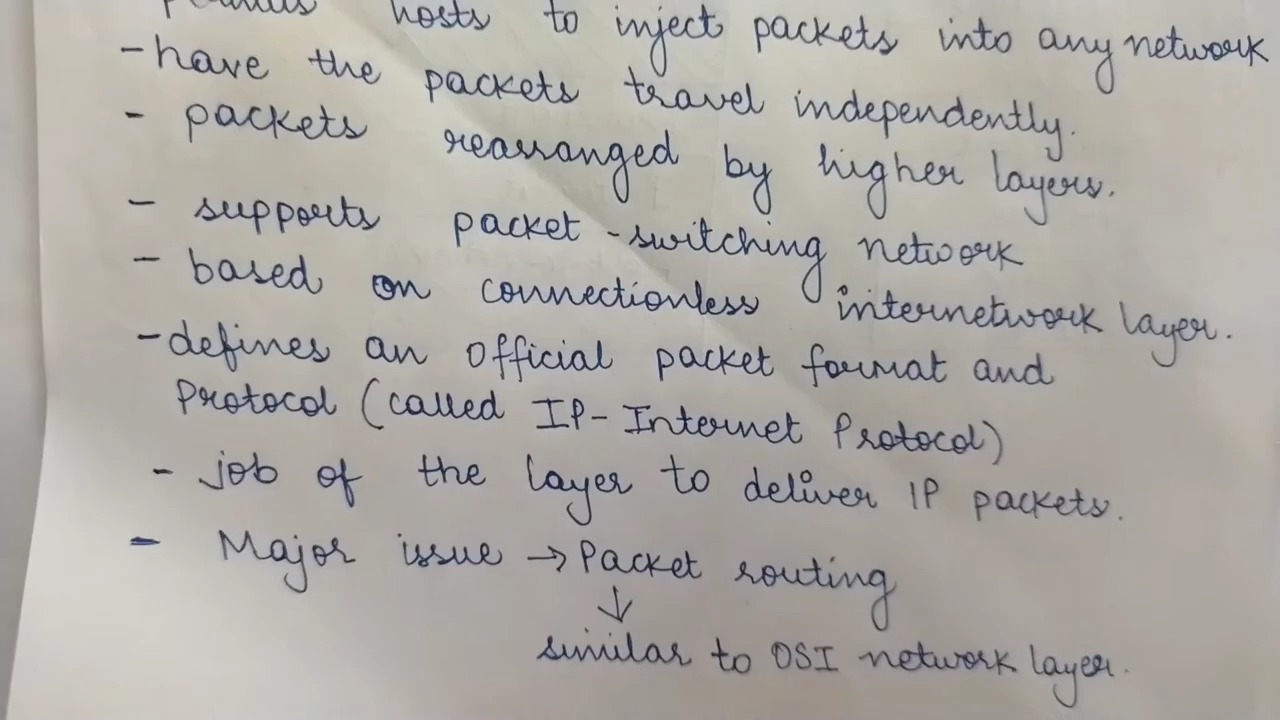 hosts to inject packets into any network
- have the packets travel independently.
- packets rearranged by higher layers.
- supports packet-switching network
- based on connectionless internetwork layer.
- defines an official packet format and
Protocol (called IP- Internet Protocol)
- job of the layer to deliver IP packets.
- Major issue → Packet routing
↓
similar to OSI network layer.